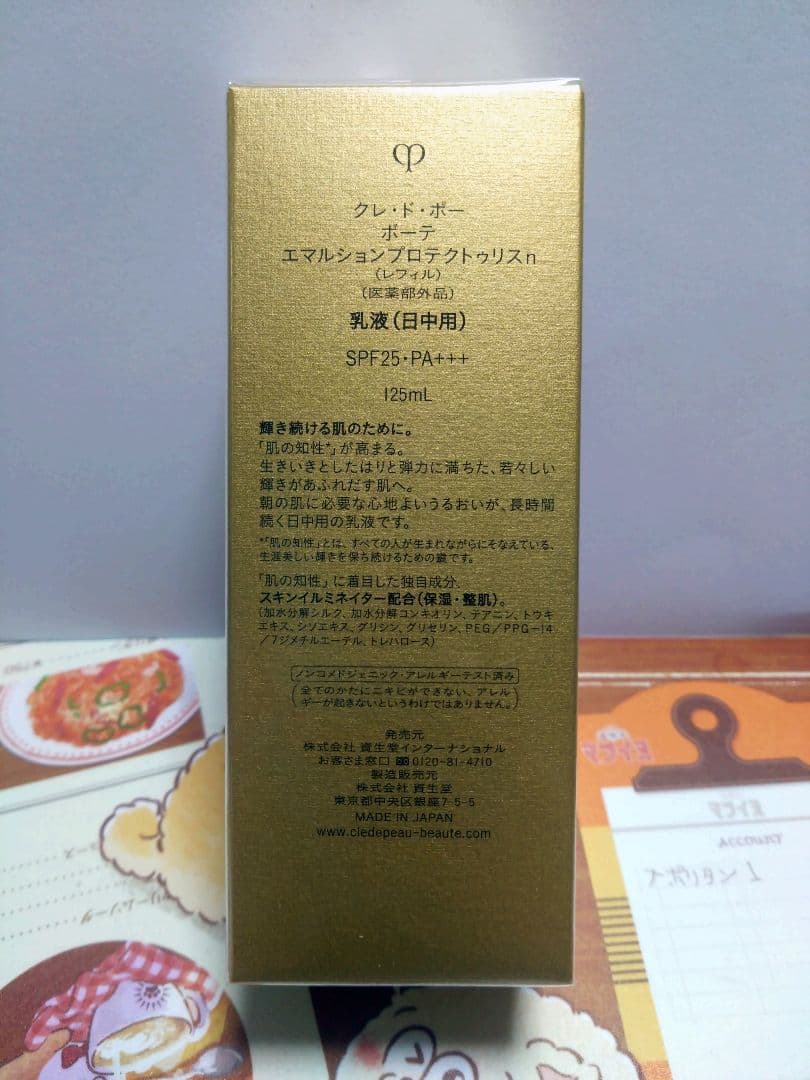 クレ・ド・ポー
ボーテ
エマルションプロテクトゥリスn
(レフィル)
(医薬部外品)
乳液(日中用)
SPF25・PA+++
125mL
輝き続ける肌のために。
「肌の知性*」が高まる。
生きいきとしたはりと弾力に満ちた、若々しい
輝きがあふれだす肌へ。
朝の肌に必要な心地よいうるおいが、長時間
続く日中用の乳液です。
*「肌の知性」とは、すべての人が生まれながらにそなえている、
生涯美しい輝きを保ち続けるための鍵です。
「肌の知性」に着目した独自成分、
スキンイルミネイター配合(保湿・整肌)。
(加水分解シルク、加水分解コンキオリン、テアニン、トウキ
エキス、シソエキス、グリシン、グリセリン、PEG/PPG-14
/7ジメチルエーテル、トレハロース)
ノンコメドジェニック・アレルギーテスト済み
(全てのかたにニキビができない、アレル
ギーが起きないというわけではありません。)
発売元
株式会社 資生堂インターナショナル
お客さま窓口 0120-81-4710
製造販売元
株式会社 資生堂
東京都中央区銀座7-5-5
MADE IN JAPAN
www.cledepeau-beaute.com
マプイヨ
マプイヨ
ACCOUNT
ナポリタン 1
クリームソーダ